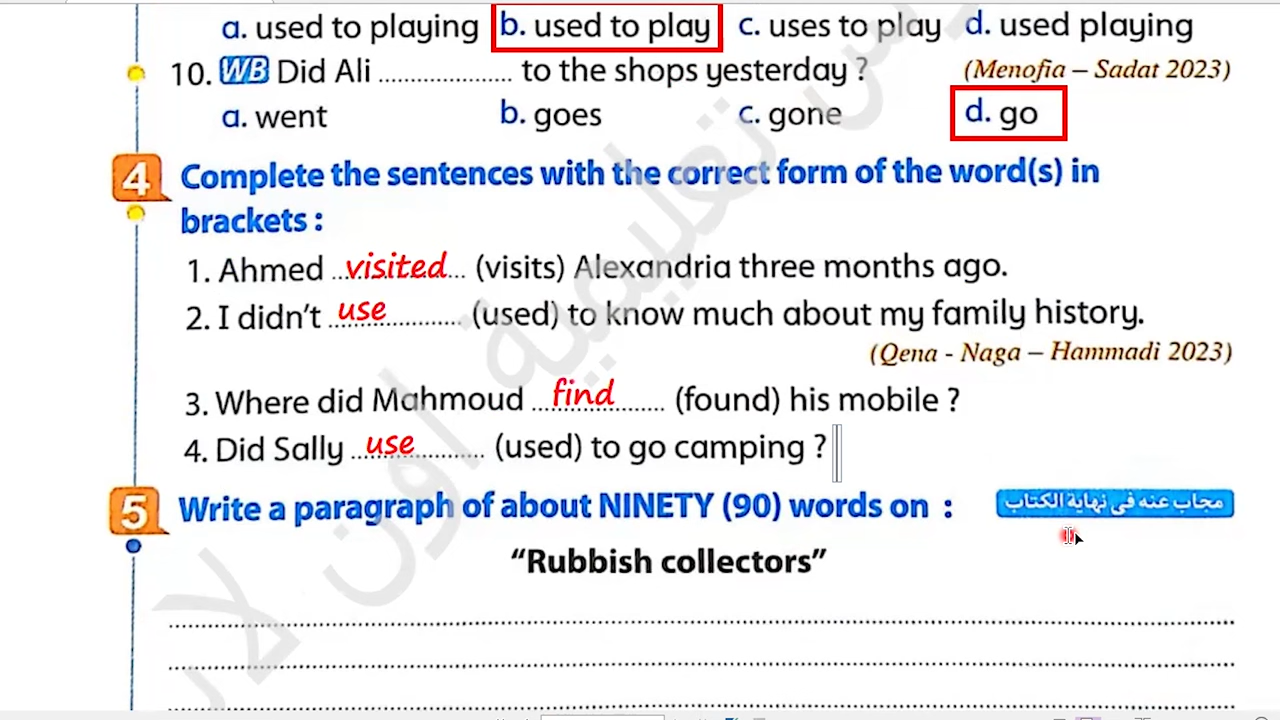 a. used to playing b. used to play c. uses to play d. used playing
10. WB Did Ali ..................... to the shops yesterday ? (Menofia – Sadat 2023)
a. went b. goes c. gone d. go
4 Complete the sentences with the correct form of the word(s) in
brackets :
1. Ahmed ...visited... (visits) Alexandria three months ago.
2. I didn't use (used) to know much about my family history.
(Qena - Naga – Hammadi 2023)
3. Where did Mahmoud find (found) his mobile ?
4. Did Sally use (used) to go camping ?
5 Write a paragraph of about NINETY (90) words on : مجاب عنه فى نهاية الكتاب
“Rubbish collectors”
تعليمية اون لا